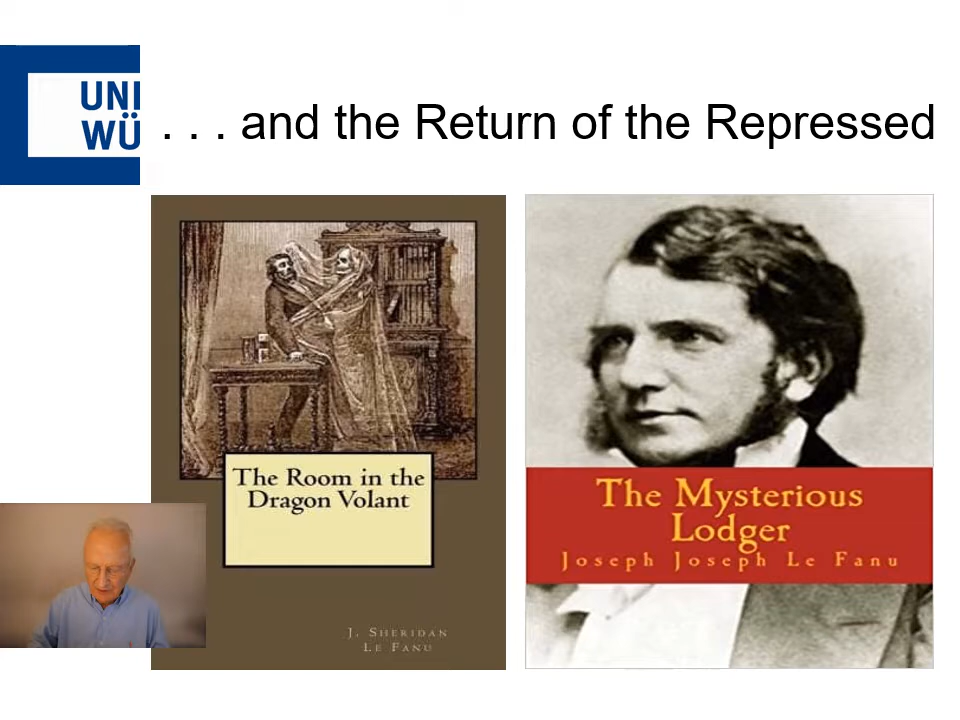 UNI
WÜ
. . . and the Return of the Repressed
The Room in the
Dragon Volant
J. Sheridan
Le Fanu
The Mysterious
Lodger
Joseph Joseph Le Fanu